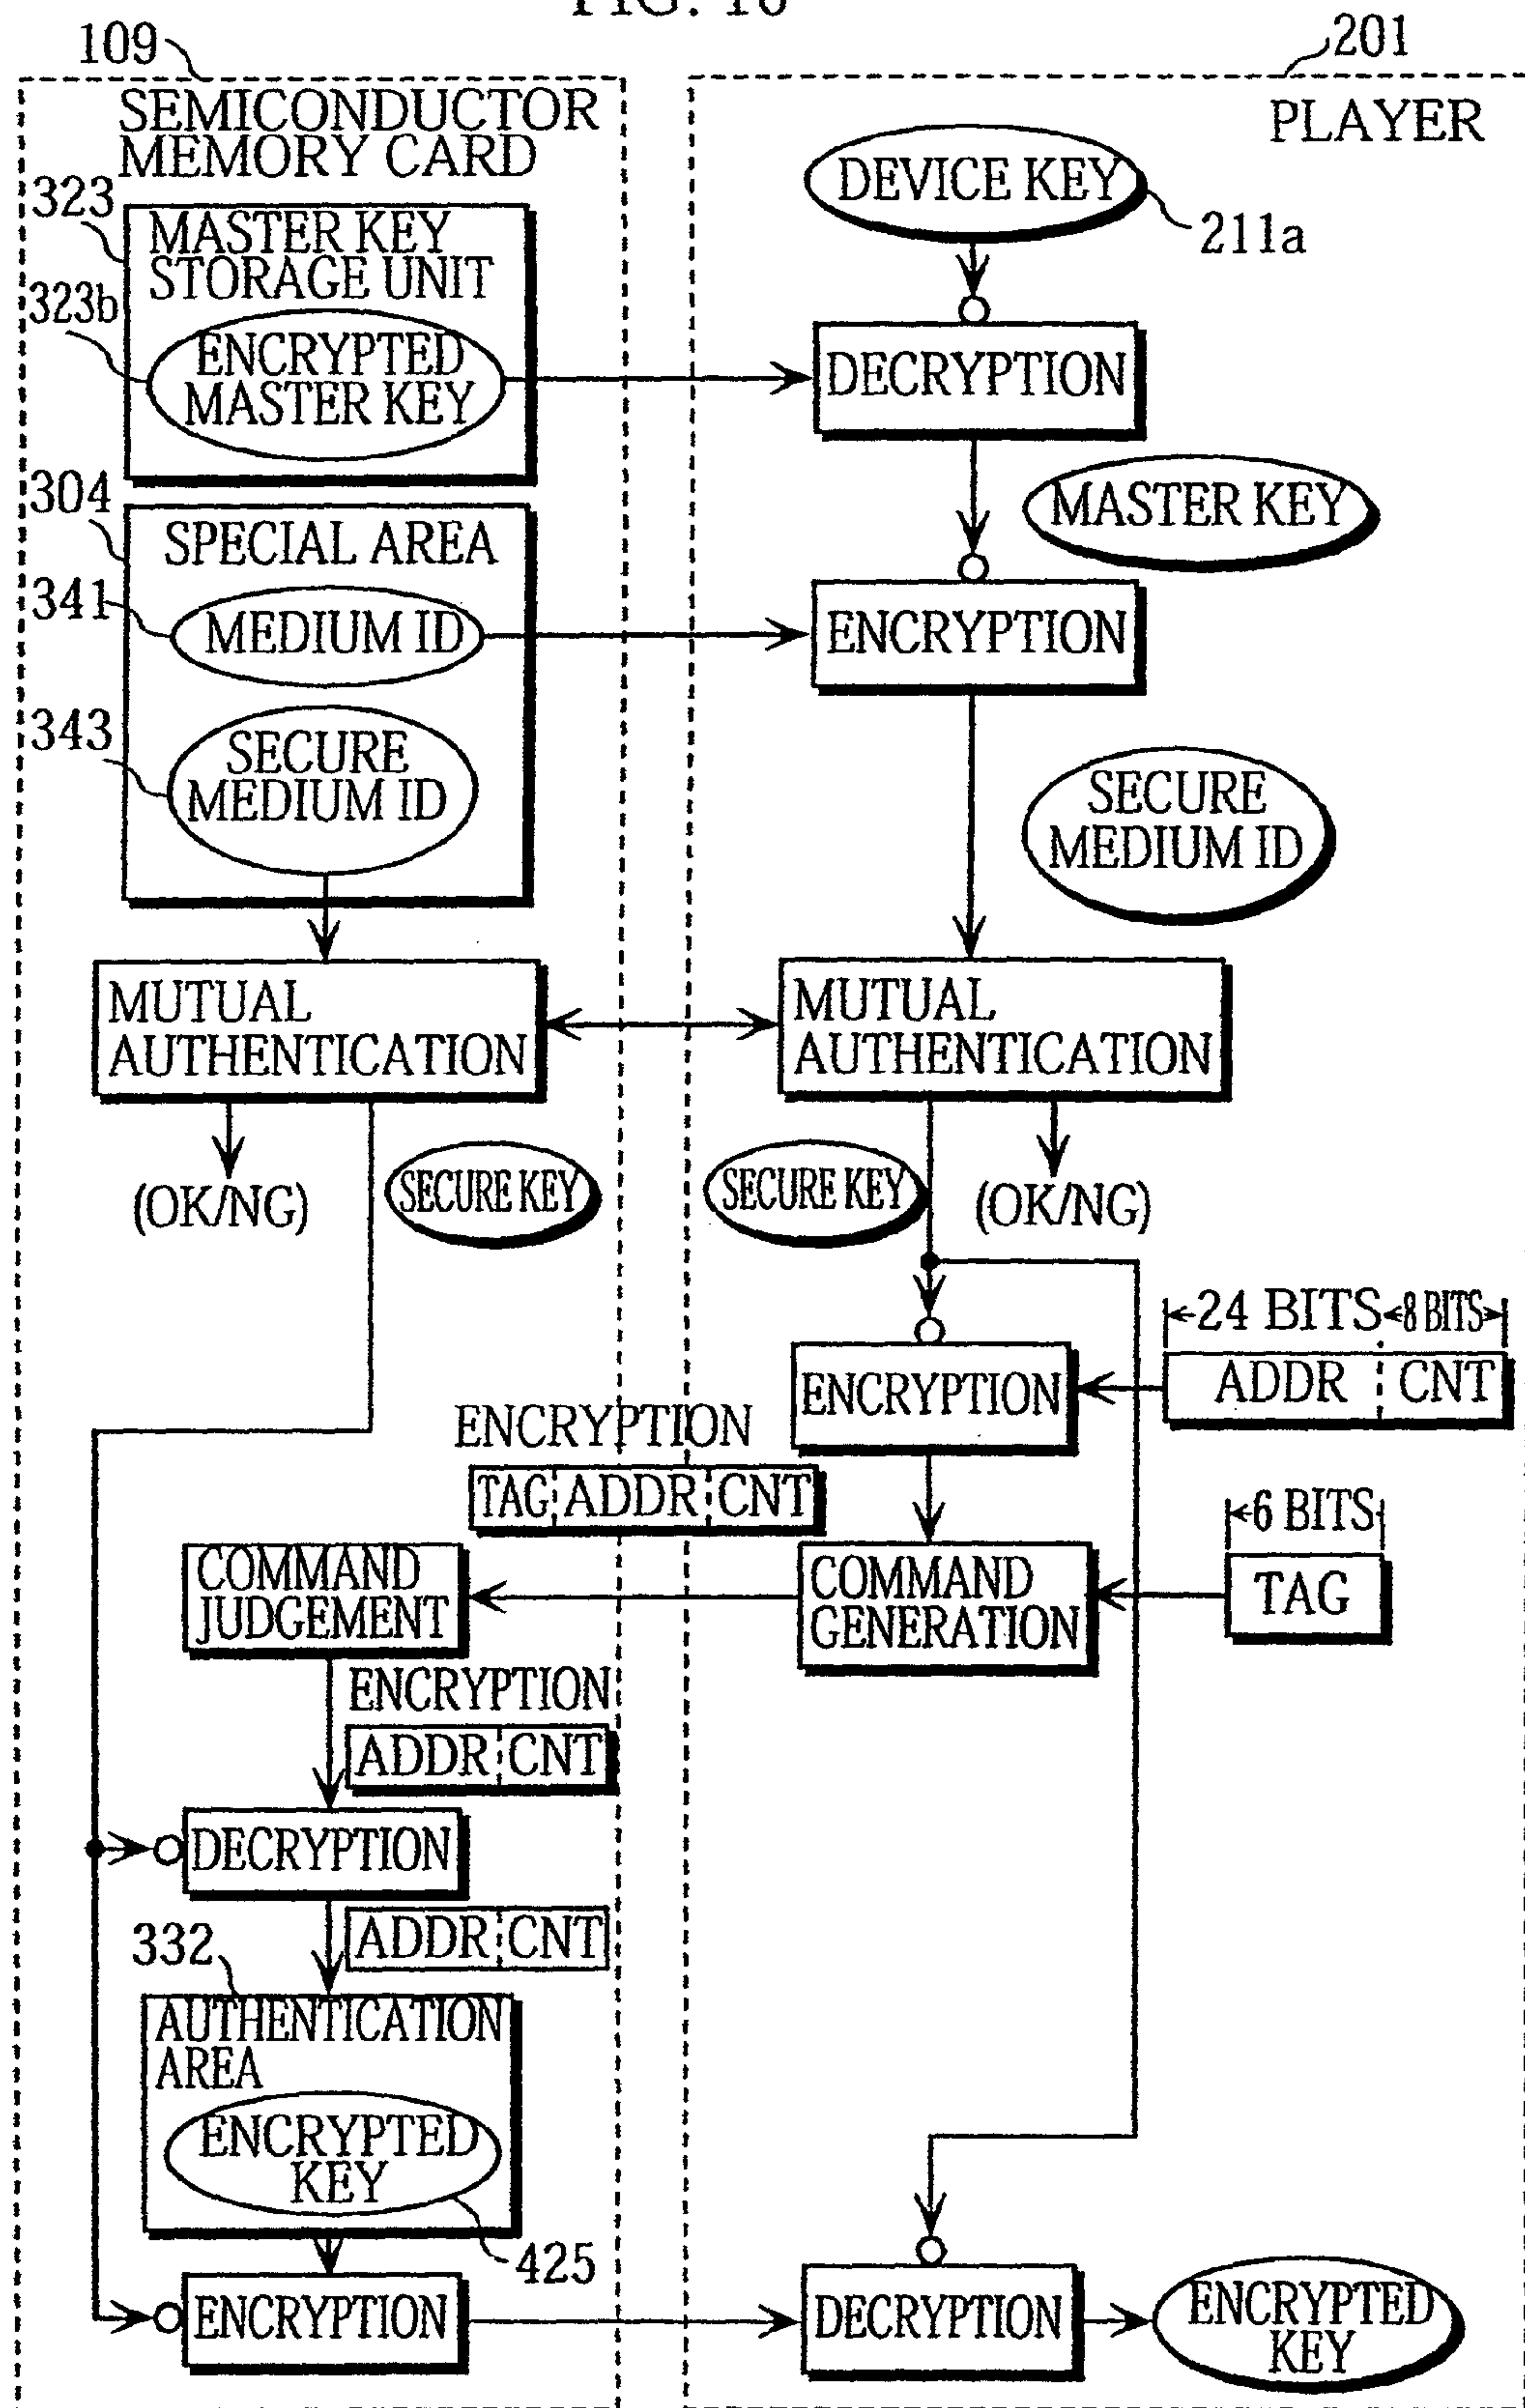 109
201
SEMICONDUCTOR
MEMORY CARD
PLAYER
323
MASTER KEY
STORAGE UNIT
323b
ENCRYPTED
MASTER KEY
DEVICE KEY
211a
DECRYPTION
MASTER KEY
304
SPECIAL AREA
341
MEDIUM ID
ENCRYPTION
343
SECURE
MEDIUM ID
SECURE
MEDIUM ID
MUTUAL
AUTHENTICATION
MUTUAL
AUTHENTICATION
(OK/NG)
SECURE KEY
SECURE KEY
(OK/NG)
24 BITS
8 BITS
ENCRYPTION
ADDR
CNT
ENCRYPTION
TAG
ADDR
CNT
6 BITS
COMMAND
JUDGEMENT
COMMAND
GENERATION
TAG
ENCRYPTION
ADDR
CNT
DECRYPTION
ADDR
CNT
332
AUTHENTICATION
AREA
ENCRYPTED
KEY
425
ENCRYPTION
DECRYPTION
ENCRYPTED
KEY